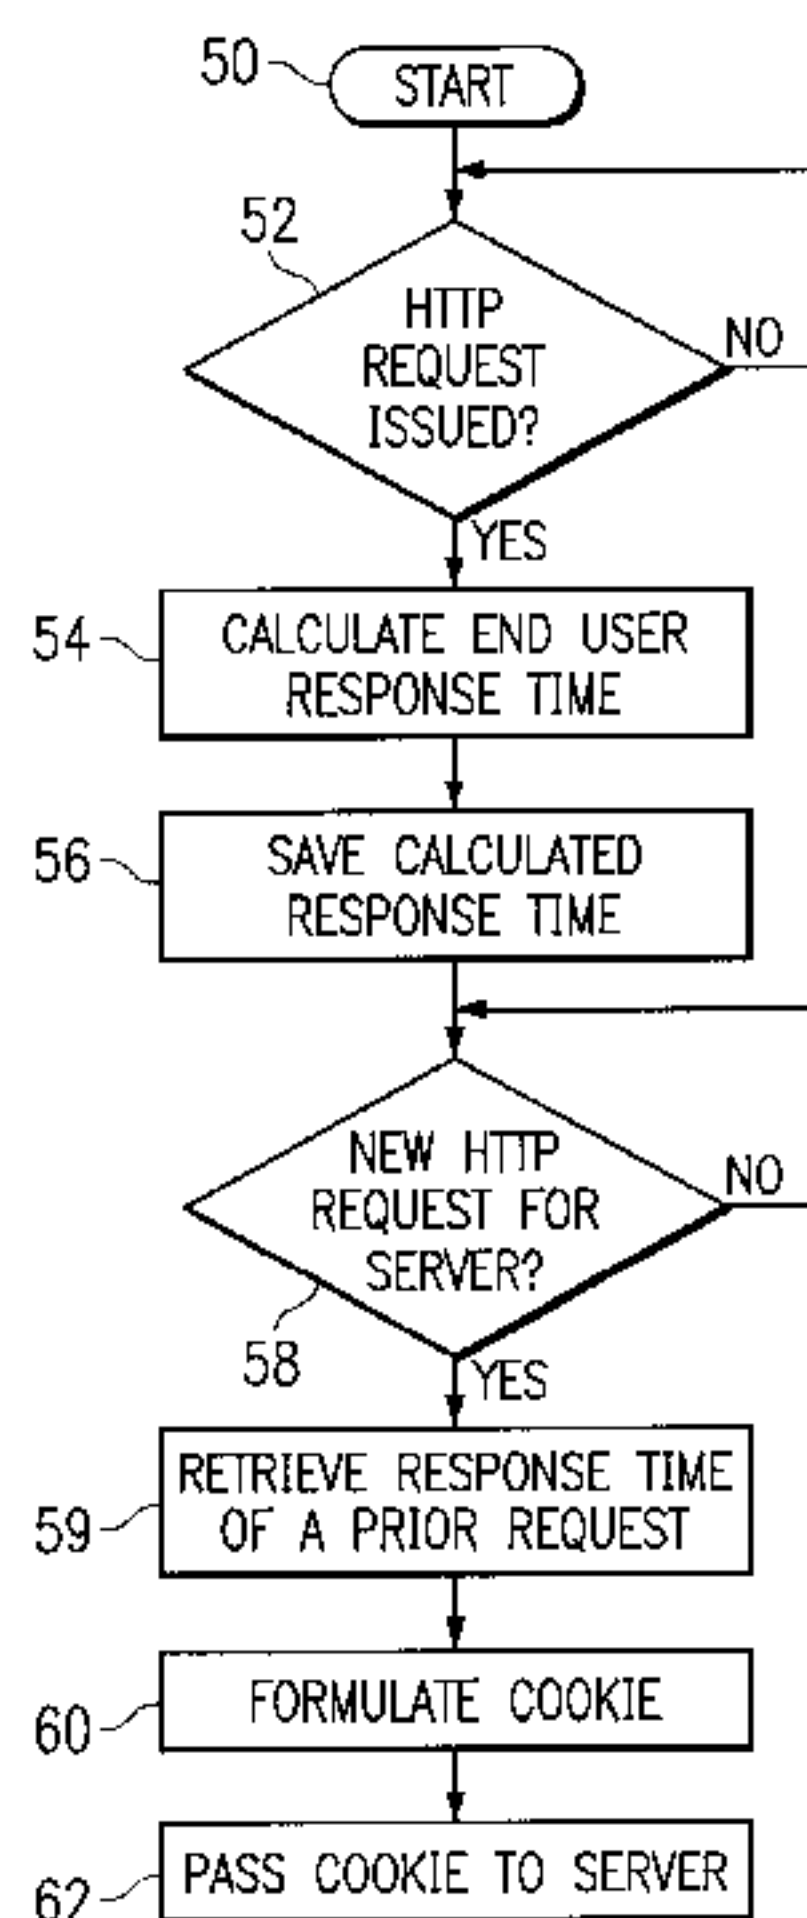 50
START
52
HTTP
REQUEST
ISSUED?
NO
YES
54
CALCULATE END USER
RESPONSE TIME
56
SAVE CALCULATED
RESPONSE TIME
NEW HTTP
REQUEST FOR
SERVER?
NO
58
YES
59
RETRIEVE RESPONSE TIME
OF A PRIOR REQUEST
60
FORMULATE COOKIE
62
PASS COOKIE TO SERVER